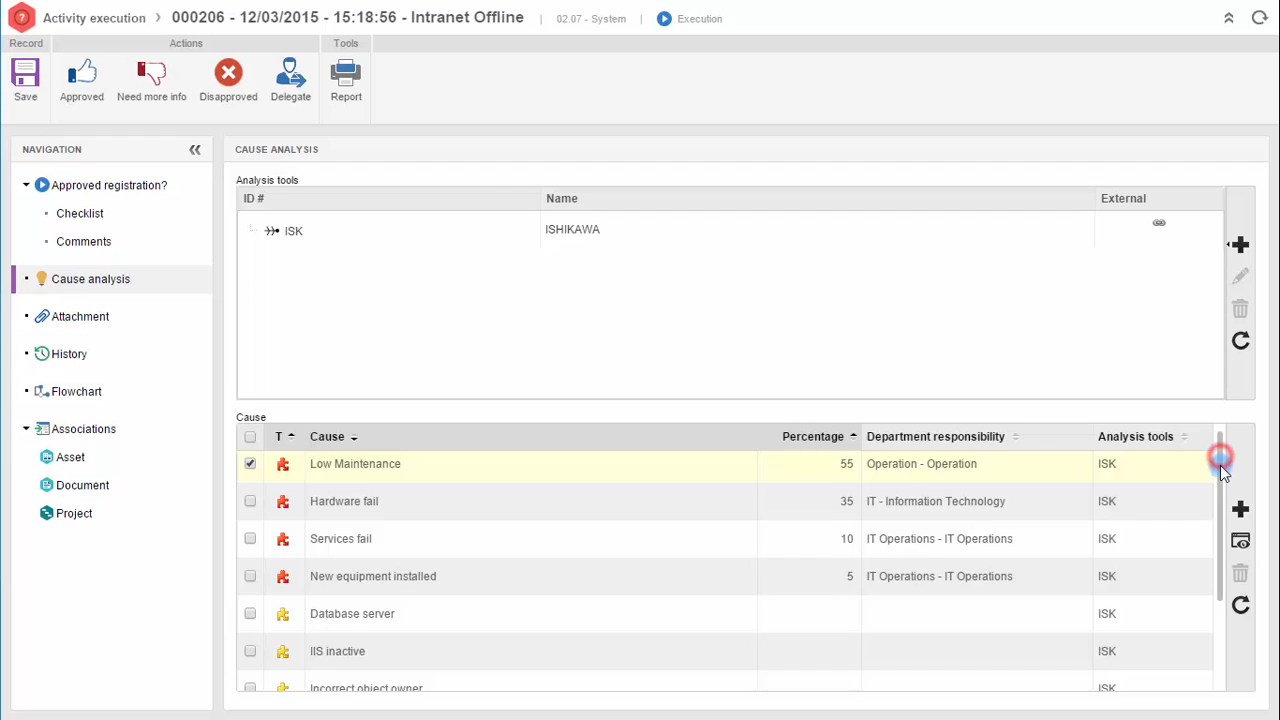 Activity execution > 000206 - 12/03/2015 - 15:18:56 - Intranet Offline | 02.07 - System | Execution
Record Actions Tools
Save Approved Need more info Disapproved Delegate Report
NAVIGATION
Approved registration?
Checklist
Comments
Cause analysis
Attachment
History
Flowchart
Associations
Asset
Document
Project
CAUSE ANALYSIS
Analysis tools
ID # Name External
ISK ISHIKAWA
Cause
T Cause Percentage Department responsibility Analysis tools
Low Maintenance 55 Operation - Operation ISK
Hardware fail 35 IT - Information Technology ISK
Services fail 10 IT Operations - IT Operations ISK
New equipment installed 5 IT Operations - IT Operations ISK
Database server ISK
IIS inactive ISK
Incorrect object owner ISK